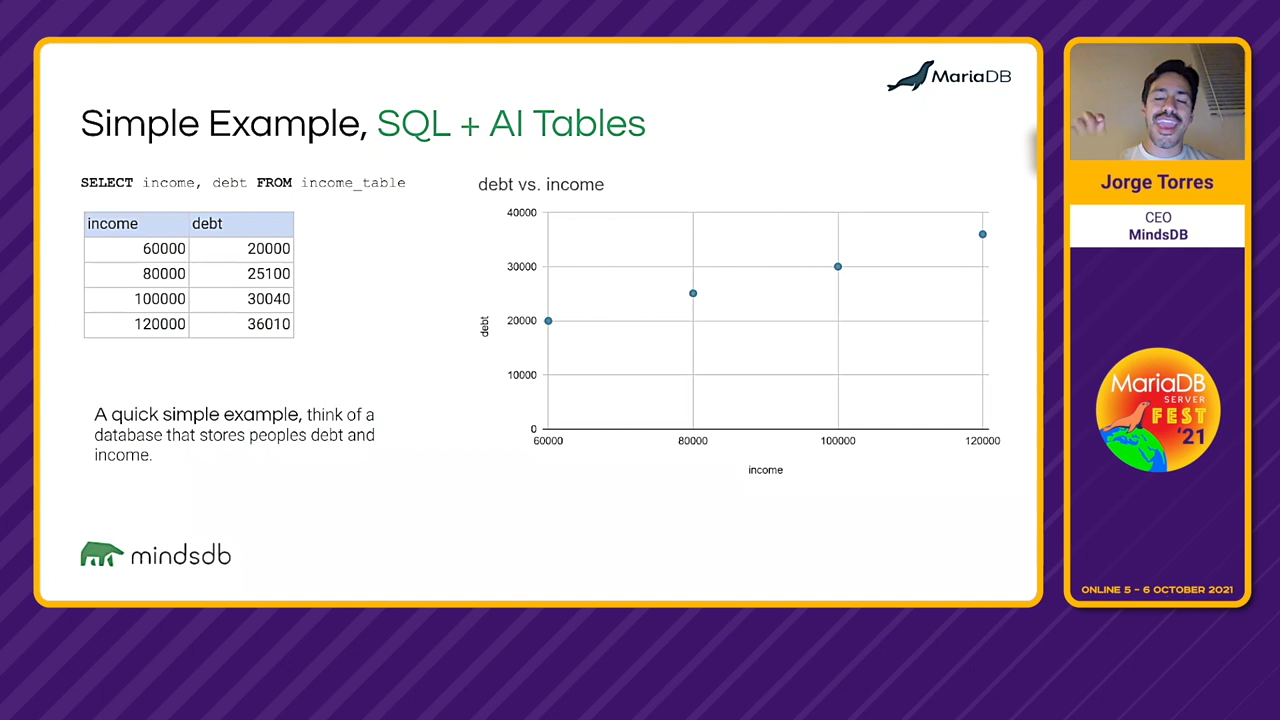 MariaDB
Simple Example, SQL + AI Tables
SELECT income, debt FROM income_table
income debt
60000 20000
80000 25100
100000 30040
120000 36010
A quick simple example, think of a
database that stores peoples debt and
income.
debt vs. income
40000
30000
20000
10000
0
debt
60000 80000 100000 120000
income
mindsdb
Jorge Torres
CEO
MindsDB
MariaDB
SERVER
FEST
'21
ONLINE 5 - 6 OCTOBER 2021